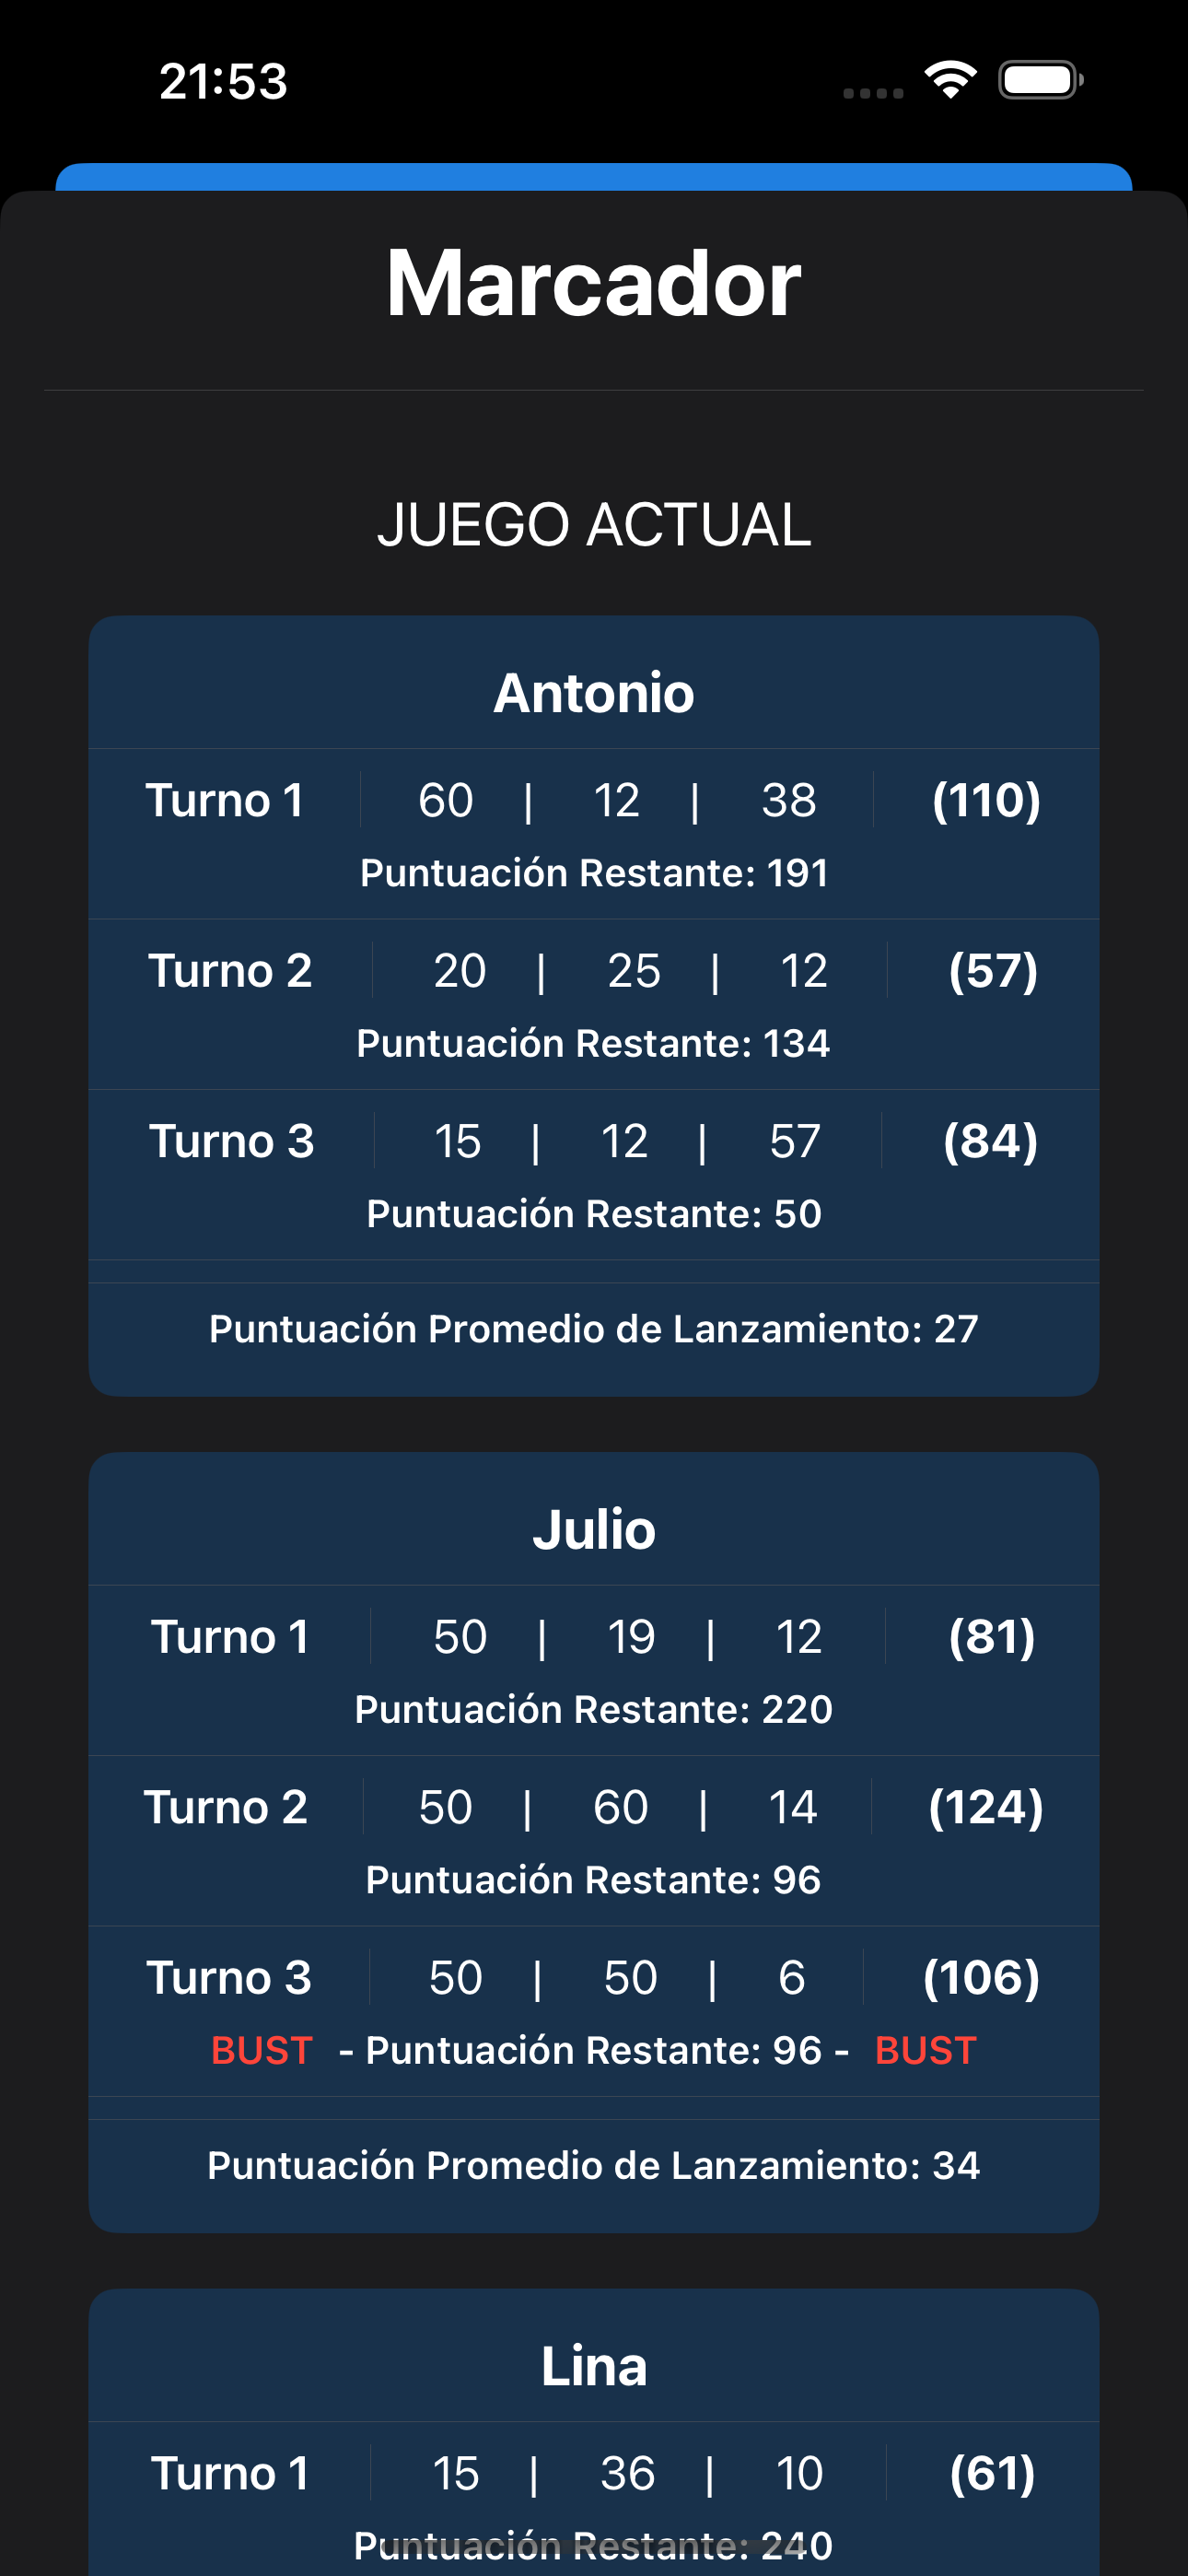 21:53
Marcador
JUEGO ACTUAL
Antonio
Turno 1 60 | 12 | 38 (110)
Puntuación Restante: 191
Turno 2 20 | 25 | 12 (57)
Puntuación Restante: 134
Turno 3 15 | 12 | 57 (84)
Puntuación Restante: 50
Puntuación Promedio de Lanzamiento: 27
Julio
Turno 1 50 | 19 | 12 (81)
Puntuación Restante: 220
Turno 2 50 | 60 | 14 (124)
Puntuación Restante: 96
Turno 3 50 | 50 | 6 (106)
BUST - Puntuación Restante: 96 - BUST
Puntuación Promedio de Lanzamiento: 34
Lina
Turno 1 15 | 36 | 10 (61)
Puntuación Restante: 240